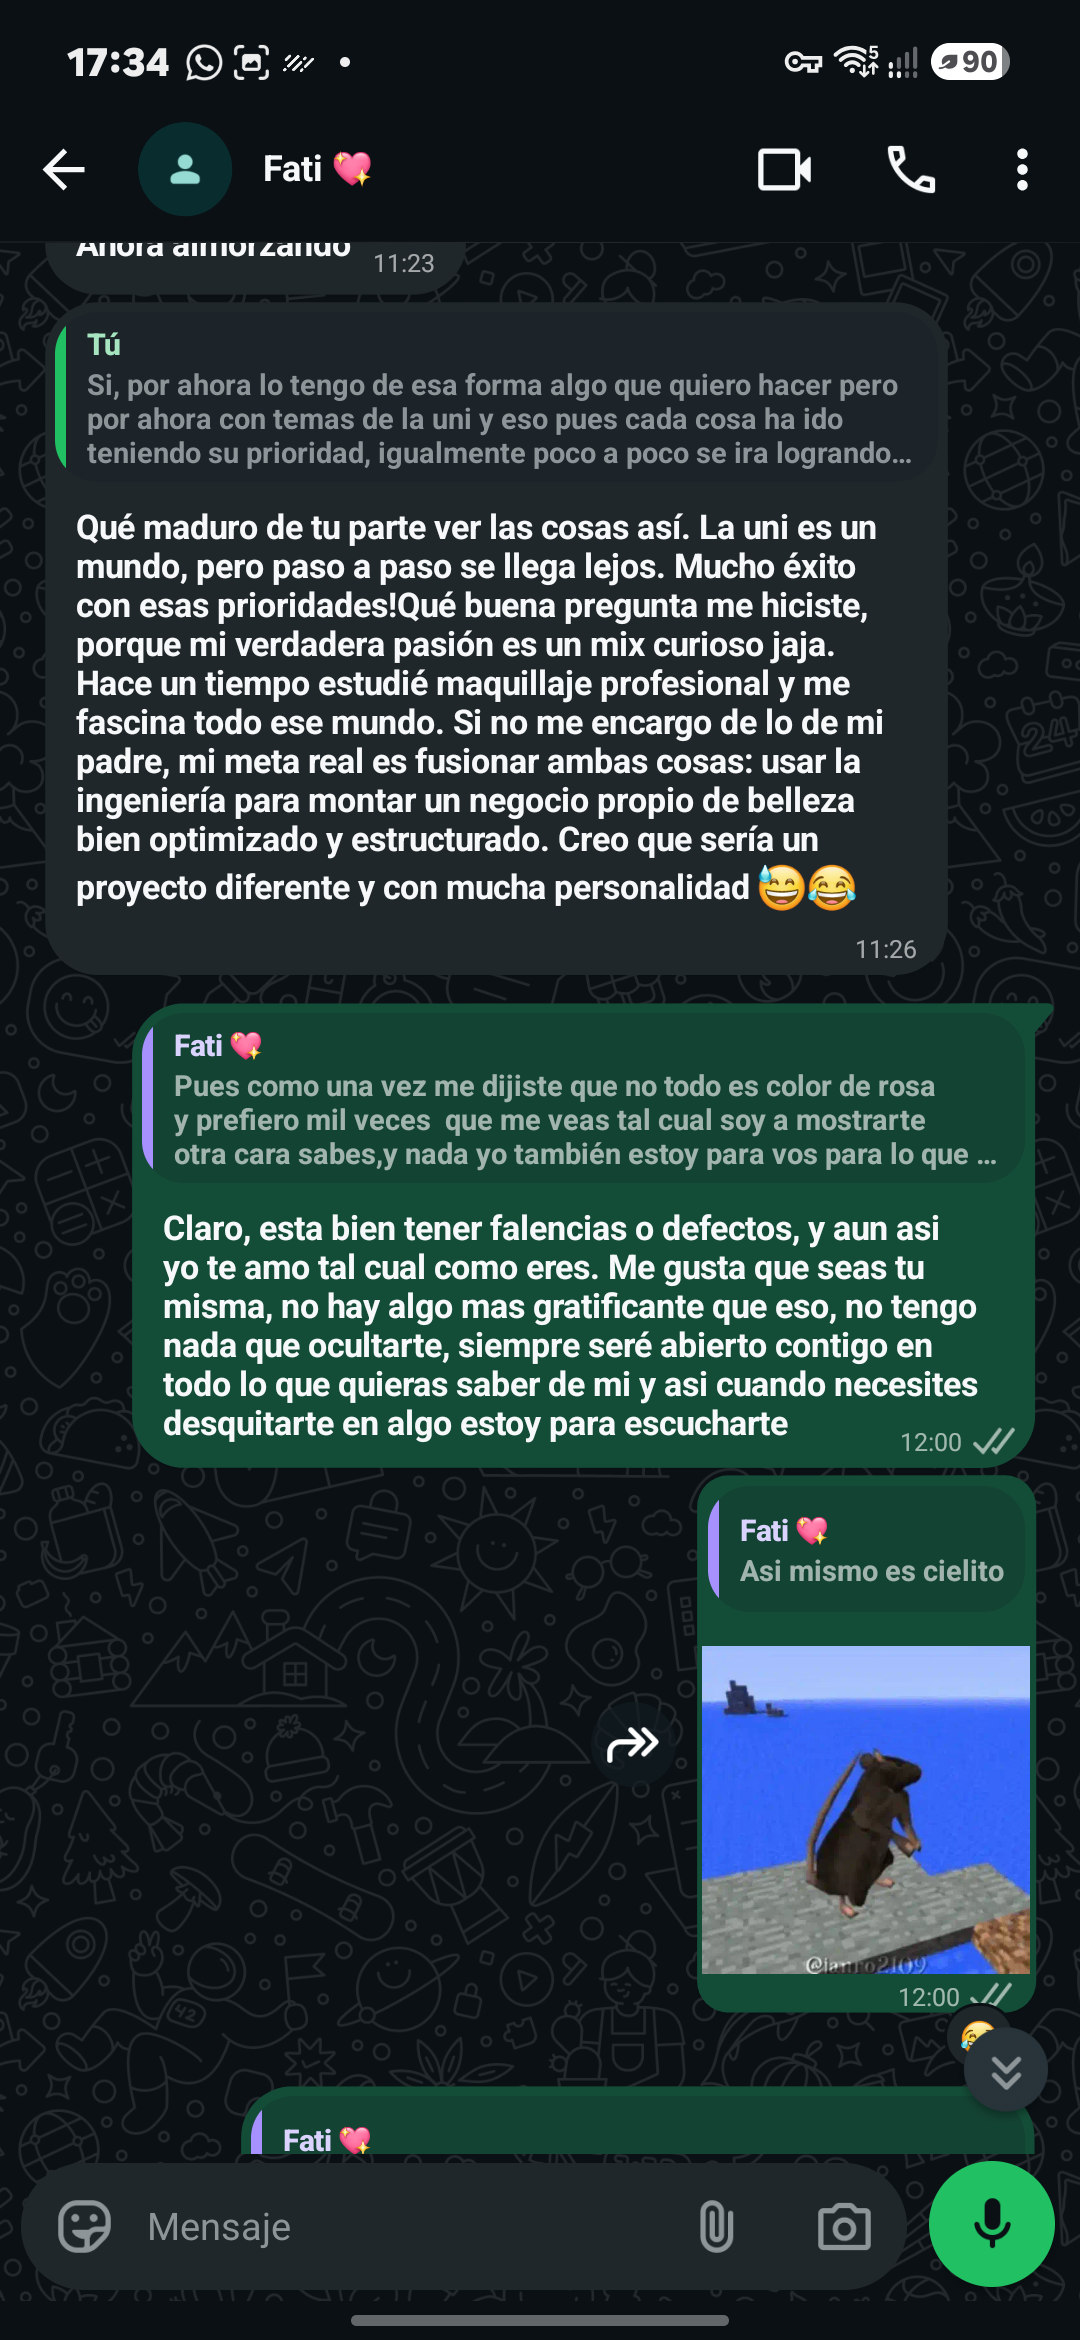 17:34
5
90
Fati 💖
Ahora almorzando
11:23
Tú
Si, por ahora lo tengo de esa forma algo que quiero hacer pero
por ahora con temas de la uni y eso pues cada cosa ha ido
teniendo su prioridad, igualmente poco a poco se ira logrando...
Qué maduro de tu parte ver las cosas así. La uni es un
mundo, pero paso a paso se llega lejos. Mucho éxito
con esas prioridades!Qué buena pregunta me hiciste,
porque mi verdadera pasión es un mix curioso jaja.
Hace un tiempo estudié maquillaje profesional y me
fascina todo ese mundo. Si no me encargo de lo de mi
padre, mi meta real es fusionar ambas cosas: usar la
ingeniería para montar un negocio propio de belleza
bien optimizado y estructurado. Creo que sería un
proyecto diferente y con mucha personalidad 😅😂
11:26
Fati 💖
Pues como una vez me dijiste que no todo es color de rosa
y prefiero mil veces  que me veas tal cual soy a mostrarte
otra cara sabes,y nada yo también estoy para vos para lo que ...
Claro, esta bien tener falencias o defectos, y aun asi
yo te amo tal cual como eres. Me gusta que seas tu
misma, no hay algo mas gratificante que eso, no tengo
nada que ocultarte, siempre seré abierto contigo en
todo lo que quieras saber de mi y asi cuando necesites
desquitarte en algo estoy para escucharte
12:00
Fati 💖
Asi mismo es cielito
@janro2109
12:00
Fati 💖
Mensaje